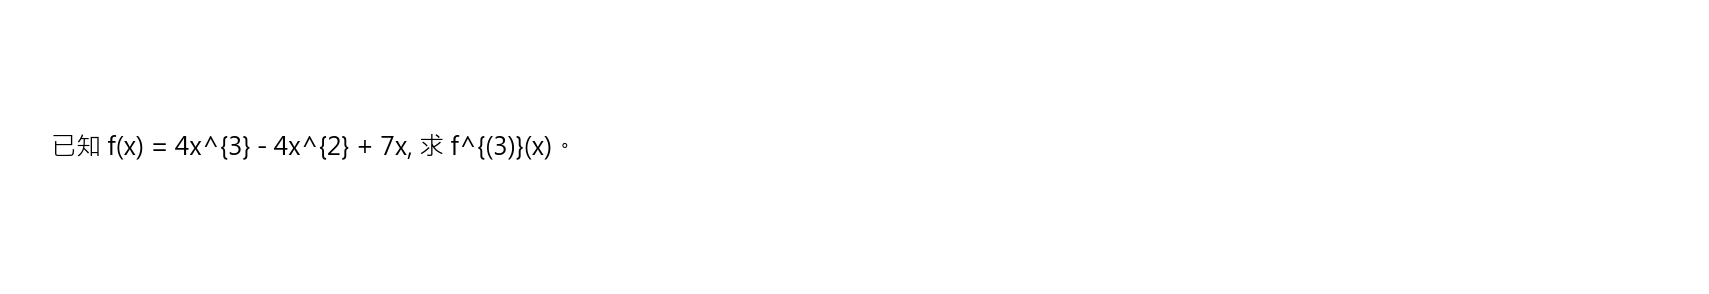 已知 f(x) = 4x^{3} - 4x^{2} + 7x, 求 f^{(3)}(x)。